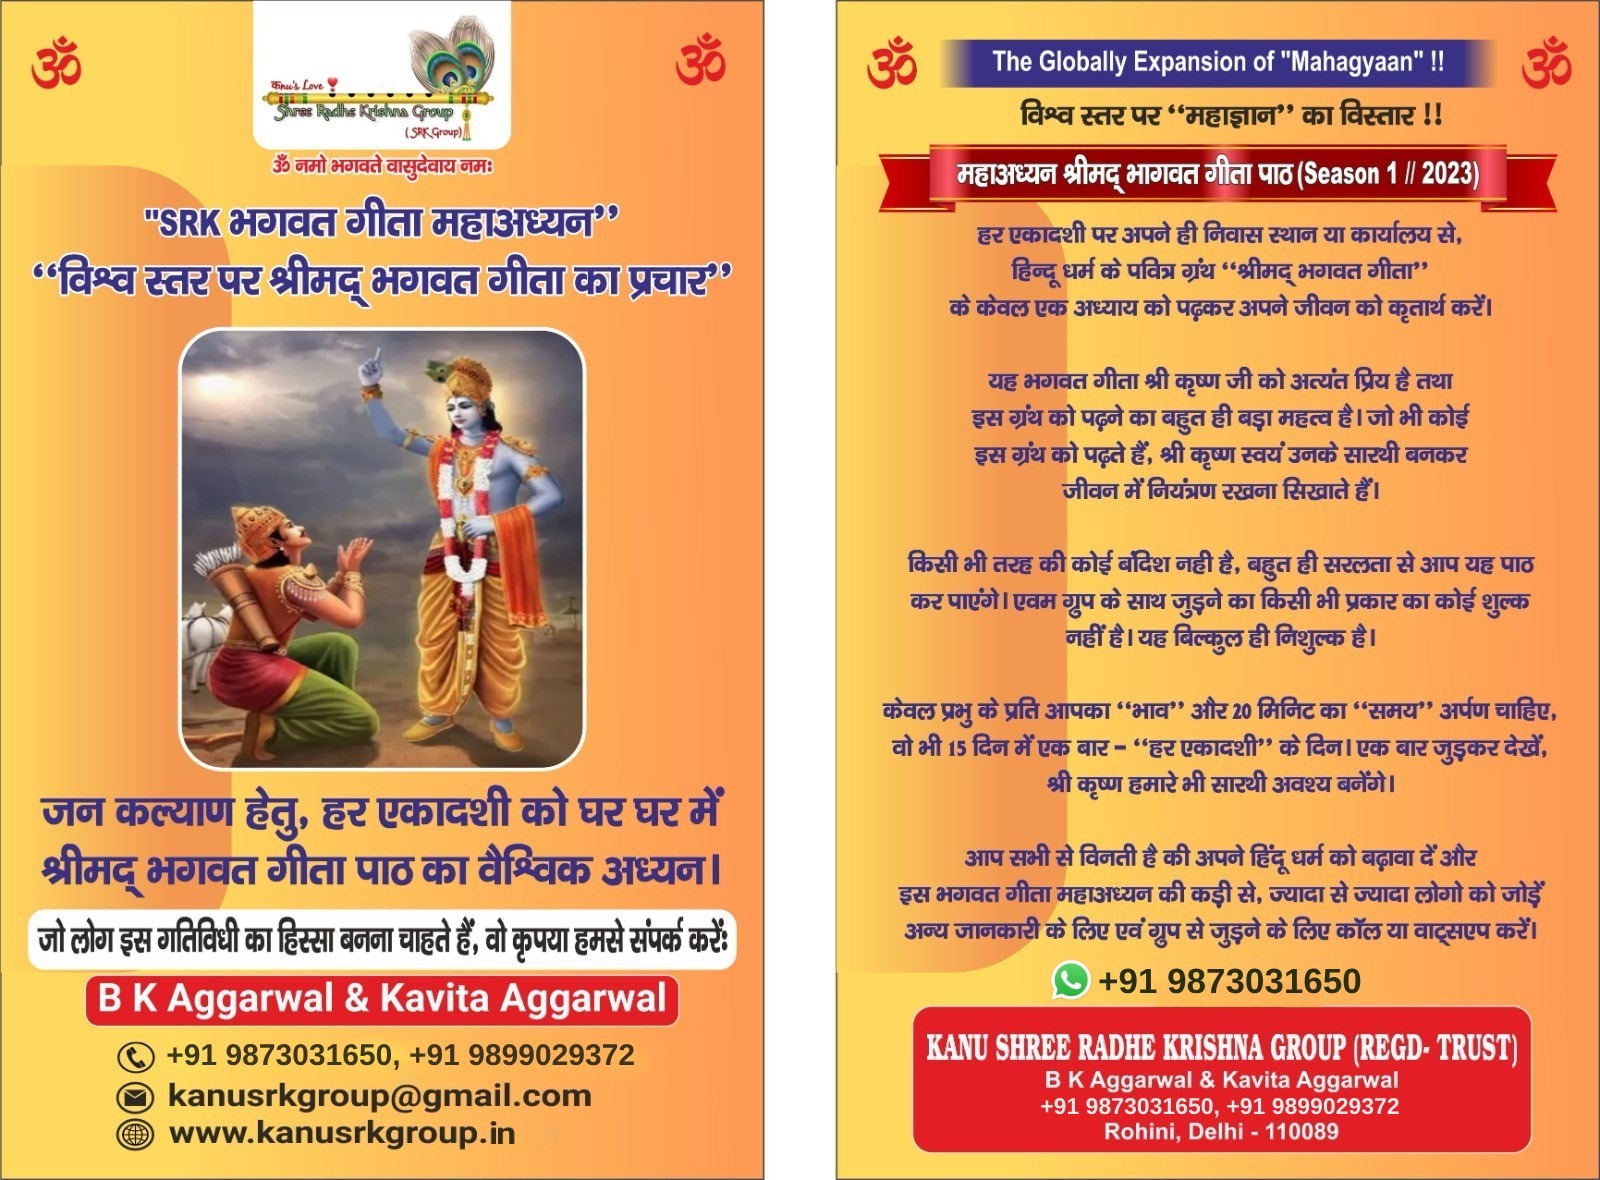 ॐ
ॐ
कनु's Love
Shree Radhe Krishna Group
(SRK Group)
ॐ नमो भगवते वासुदेवाय नमः
"SRK भगवत गीता महाअध्यन’’
‘‘विश्व स्तर पर श्रीमद् भगवत गीता का प्रचार’’
जन कल्याण हेतु, हर एकादशी को घर घर में
श्रीमद् भगवत गीता पाठ का वैश्विक अध्यन।
जो लोग इस गतिविधी का हिस्सा बनना चाहते हैं, वो कृपया हमसे संपर्क करें:
B K Aggarwal & Kavita Aggarwal
+91 9873031650, +91 9899029372
kanusrkgroup@gmail.com
www.kanusrkgroup.in
ॐ
ॐ
The Globally Expansion of "Mahagyaan" !!
विश्व स्तर पर ‘‘महाज्ञान’’ का विस्तार !!
महाअध्यन श्रीमद् भागवत गीता पाठ (Season 1 // 2023)
हर एकादशी पर अपने ही निवास स्थान या कार्यालय से,
हिन्दू धर्म के पवित्र ग्रंथ ‘‘श्रीमद् भगवत गीता’’
के केवल एक अध्याय को पढ़कर अपने जीवन को कृतार्थ करें।
यह भगवत गीता श्री कृष्ण जी को अत्यंत प्रिय है तथा
इस ग्रंथ को पढ़ने का बहुत ही बड़ा महत्व है। जो भी कोई
इस ग्रंथ को पढ़ते हैं, श्री कृष्ण स्वयं उनके सारथी बनकर
जीवन में नियंत्रण रखना सिखाते हैं।
किसी भी तरह की कोई बंदिश नही है, बहुत ही सरलता से आप यह पाठ
कर पाएंगे। एवम ग्रुप के साथ जुड़ने का किसी भी प्रकार का कोई शुल्क
नहीं है। यह बिल्कुल ही निशुल्क है।
केवल प्रभु के प्रति आपका ‘‘भाव’’ और 20 मिनिट का ‘‘समय’’ अर्पण चाहिए,
वो भी 15 दिन में एक बार – ‘‘हर एकादशी’’ के दिन। एक बार जुड़कर देखें,
श्री कृष्ण हमारे भी सारथी अवश्य बनेंगे।
आप सभी से विनती है की अपने हिंदू धर्म को बढ़ावा दें और
इस भगवत गीता महाअध्यन की कड़ी से, ज्यादा से ज्यादा लोगो को जोड़ें
अन्य जानकारी के लिए एवं ग्रुप से जुड़ने के लिए कॉल या वाट्सएप करें।
+91 9873031650
KANU SHREE RADHE KRISHNA GROUP (REGD- TRUST)
B K Aggarwal & Kavita Aggarwal
+91 9873031650, +91 9899029372
Rohini, Delhi - 110089